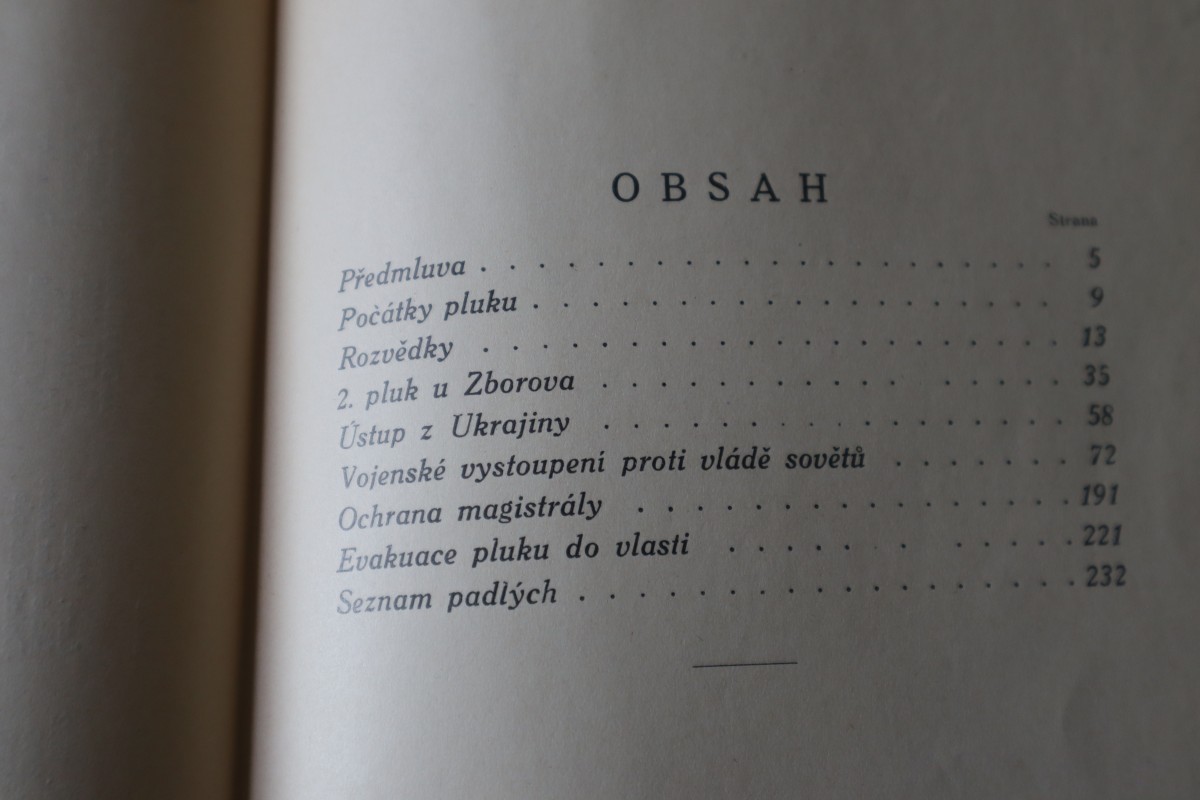 OBSAH
Strana
Předmluva . . . . . . . . . . . . . . . . . . . . 5
Počátky pluku . . . . . . . . . . . . . . . . . . 9
Rozvědky . . . . . . . . . . . . . . . . . . . . 13
2. pluk u Zborova . . . . . . . . . . . . . . . 35
Ústup z Ukrajiny . . . . . . . . . . . . . . . . 58
Vojenské vystoupení proti vládě sovětů . . . . . . 72
Ochrana magistrály . . . . . . . . . . . . . . . 191
Evakuace pluku do vlasti . . . . . . . . . . . 221
Seznam padlých . . . . . . . . . . . . . . . . . 232